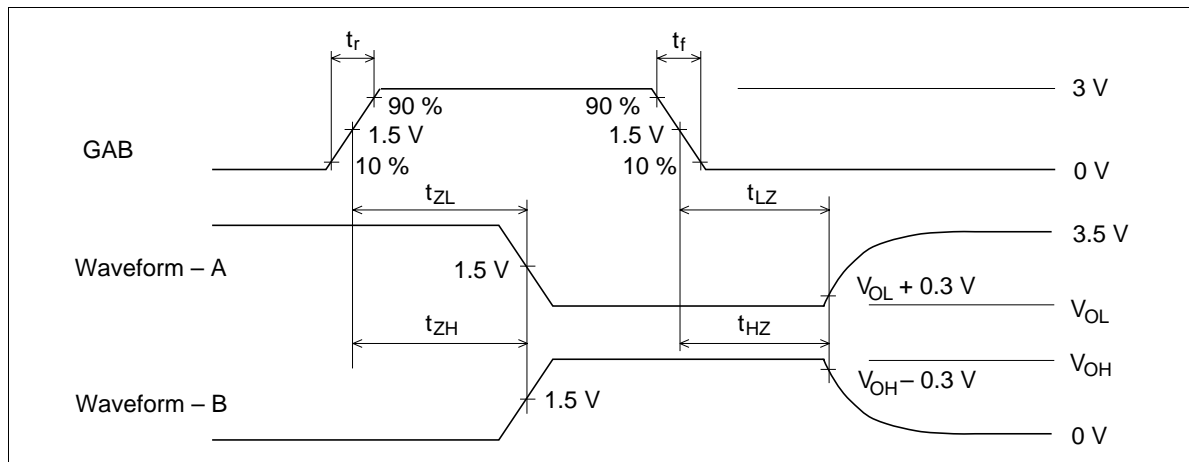 tr
tf
90 %
90 %
3 V
1.5 V
1.5 V
GAB
10 %
10 %
0 V
tZL
tLZ
3.5 V
Waveform – A
1.5 V
VOL + 0.3 V
VOL
tZH
tHZ
VOH
VOH – 0.3 V
Waveform – B
1.5 V
0 V